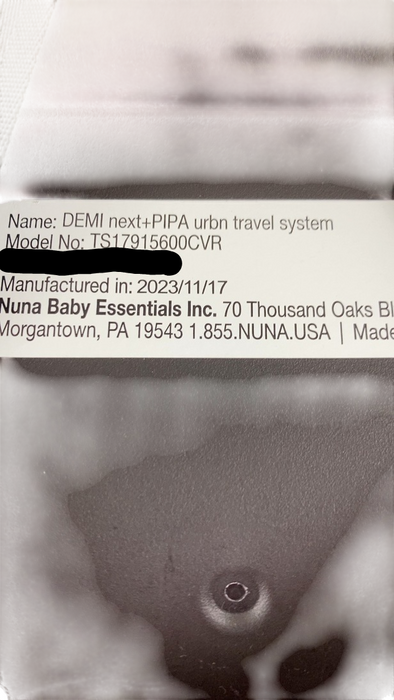 Name: DEMI next+PIPA urbn travel system
Model No: TS17915600CVR
Manufactured in: 2023/11/17
Nuna Baby Essentials Inc. 70 Thousand Oaks Bl
Morgantown, PA 19543 1.855.NUNA.USA | Made